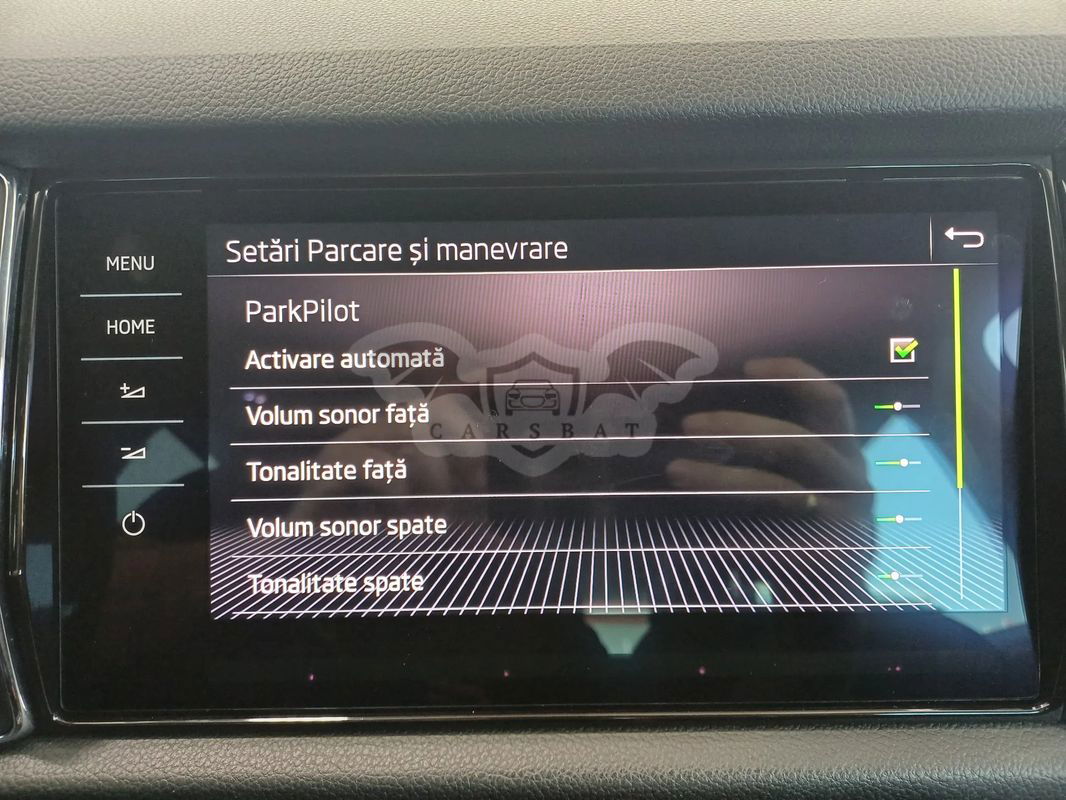 MENU
HOME
Setări Parcare și manevrare
ParkPilot
Activare automată
Volum sonor față
Tonalitate față
Volum sonor spate
Tonalitate spate
CARSBAT